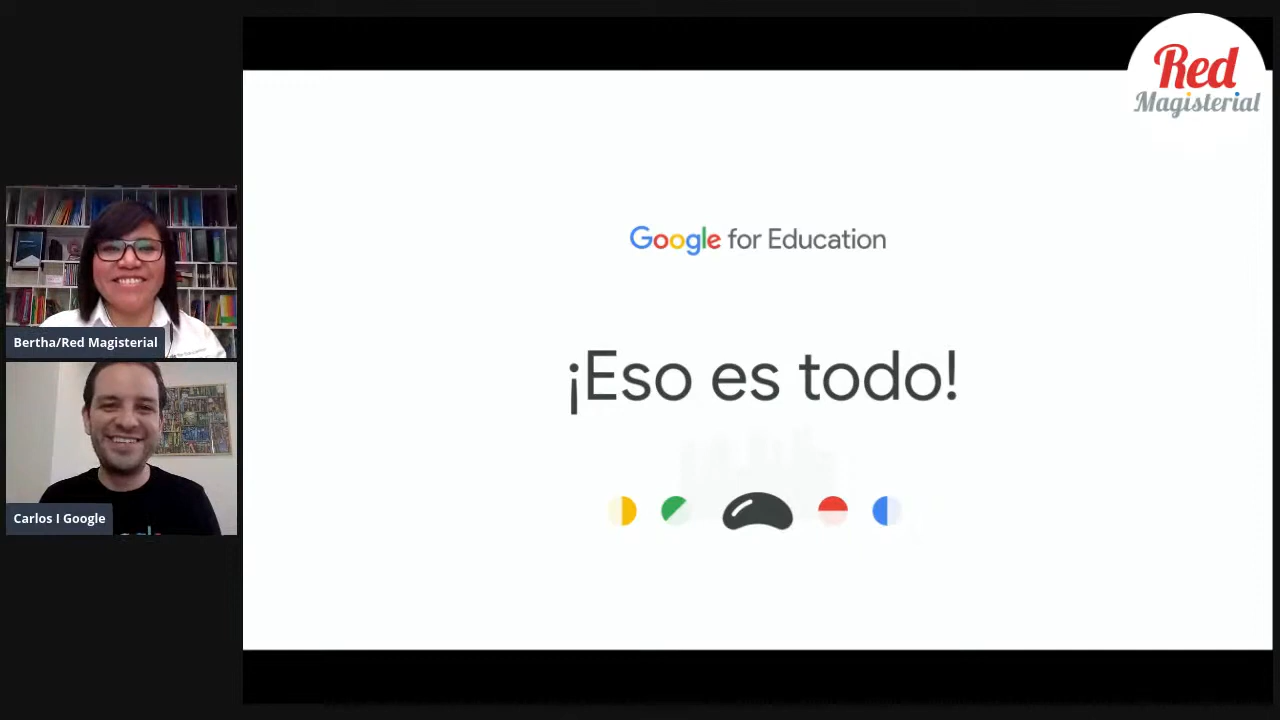 Red
Magisterial
Google for Education
¡Eso es todo!
Bertha/Red Magisterial
Carlos I Google